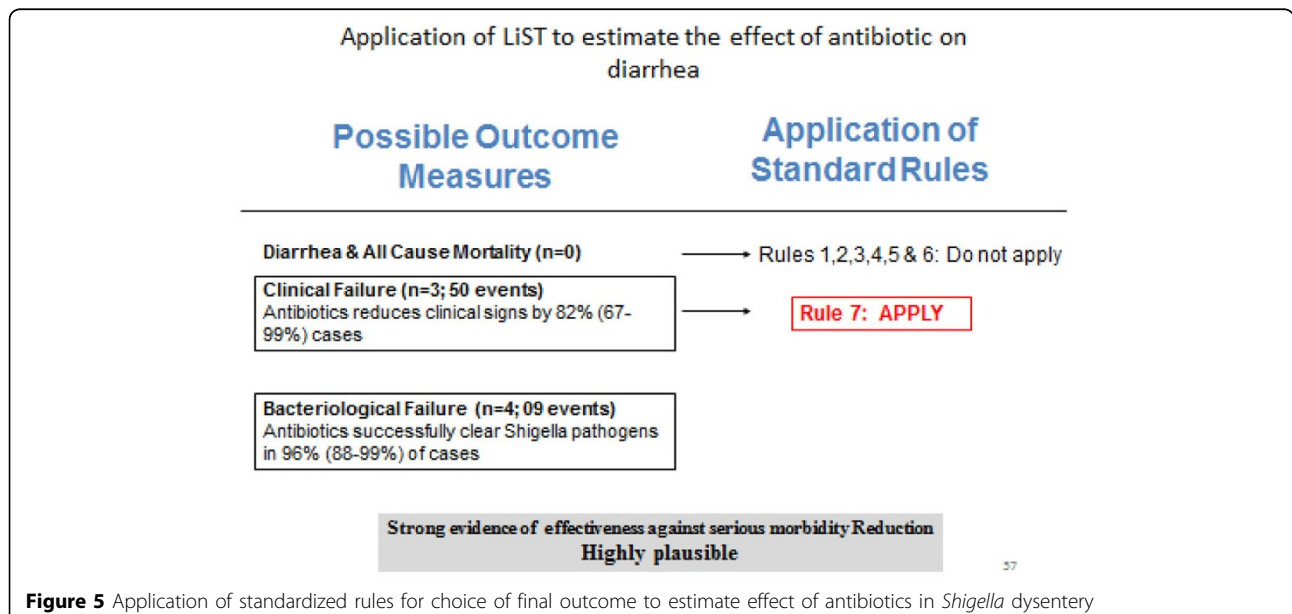 Application of LiST to estimate the effect of antibiotic on
diarrhea
Possible Outcome
Measures
Application of
Standard Rules
Diarrhea & All Cause Mortality (n=0)
Rules 1,2,3,4,5 & 6: Do not apply
Clinical Failure (n=3; 50 events)
Antibiotics reduces clinical signs by 82% (67-
99%) cases
Rule 7: APPLY
Bacteriological Failure (n=4; 09 events)
Antibiotics successfully clear Shigella pathogens
in 96% (88-99%) of cases
Strong evidence of effectiveness against serious morbidity Reduction
Highly plausible
37
Figure 5 Application of standardized rules for choice of final outcome to estimate effect of antibiotics in Shigella dysentery